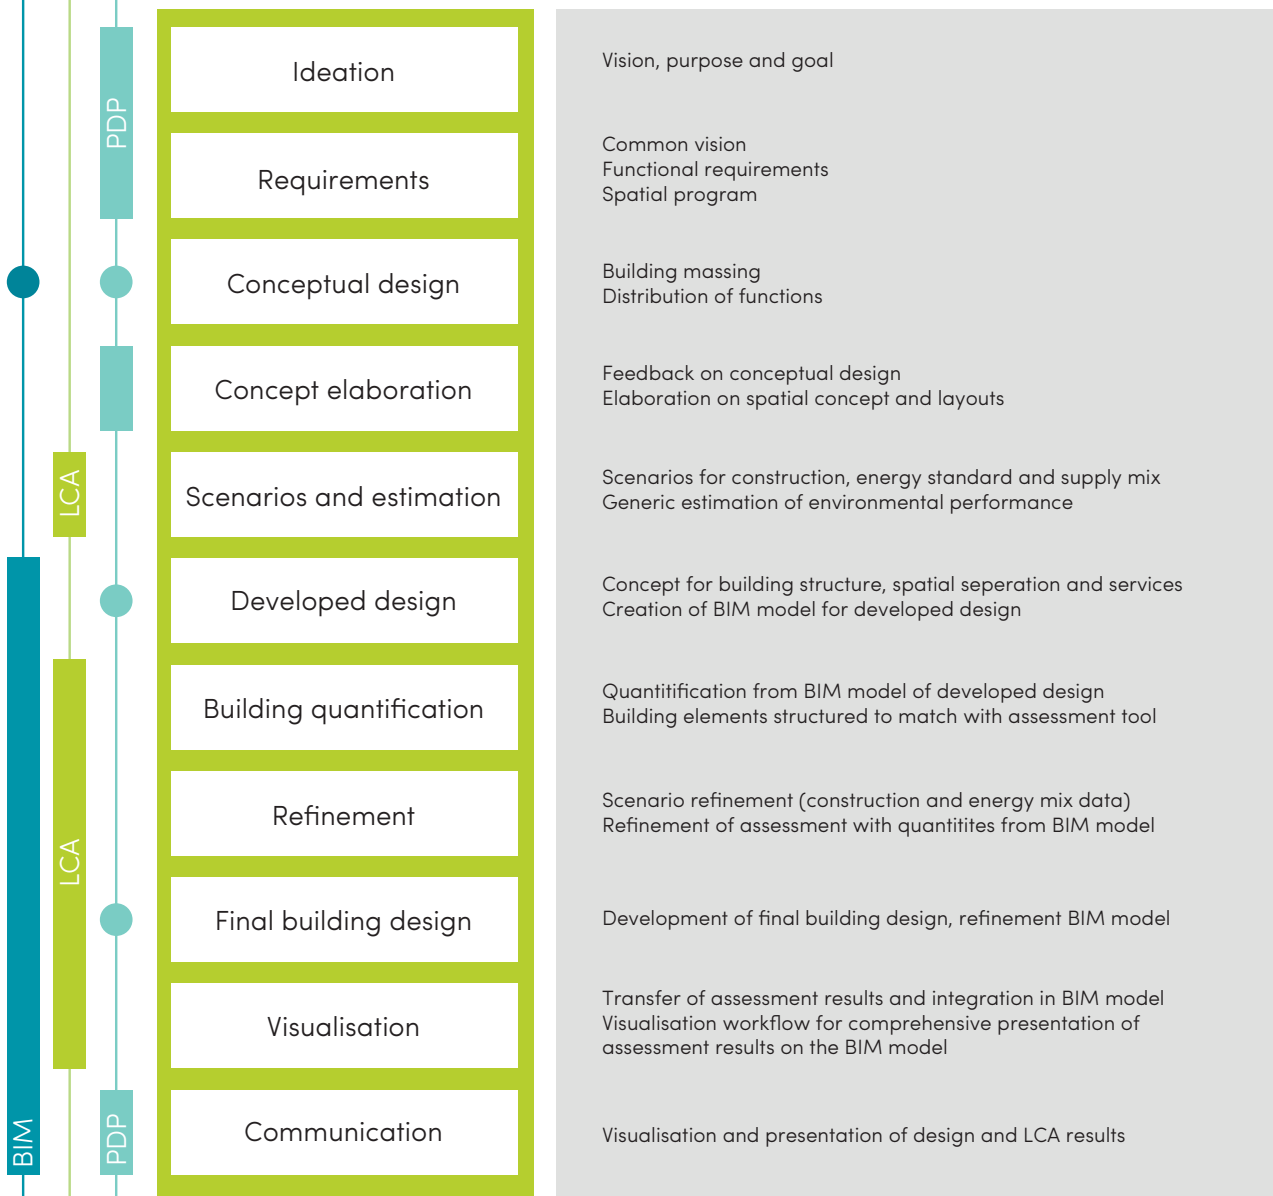 PDP
Ideation
Vision, purpose and goal
Requirements
Common vision
Functional requirements
Spatial program
Conceptual design
Building massing
Distribution of functions
Concept elaboration
Feedback on conceptual design
Elaboration on spatial concept and layouts
LCA
Scenarios and estimation
Scenarios for construction, energy standard and supply mix
Generic estimation of environmental performance
Developed design
Concept for building structure, spatial seperation and services
Creation of BIM model for developed design
Building quantification
Quantitification from BIM model of developed design
Building elements structured to match with assessment tool
Refinement
Scenario refinement (construction and energy mix data)
Refinement of assessment with quantitites from BIM model
LCA
Final building design
Development of final building design, refinement BIM model
Visualisation
Transfer of assessment results and integration in BIM model
Visualisation workflow for comprehensive presentation of
assessment results on the BIM model
BIM
PDP
Communication
Visualisation and presentation of design and LCA results